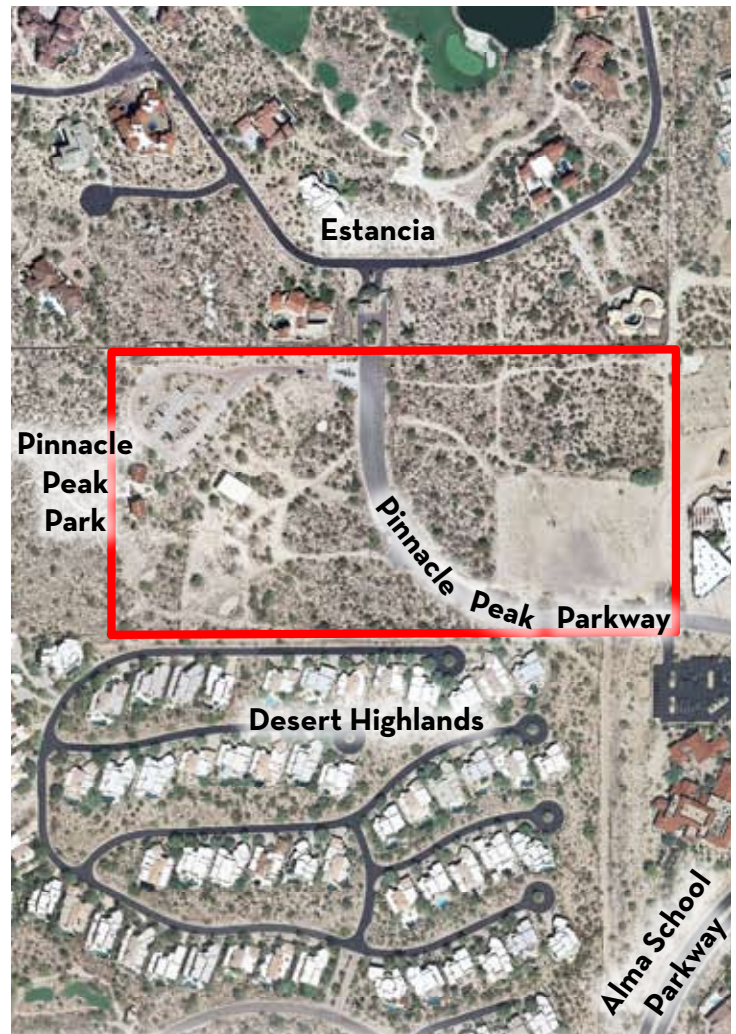 Estancia
Pinnacle
Peak
Park
Pinnacle Peak Parkway
Desert Highlands
Alma School
Parkway